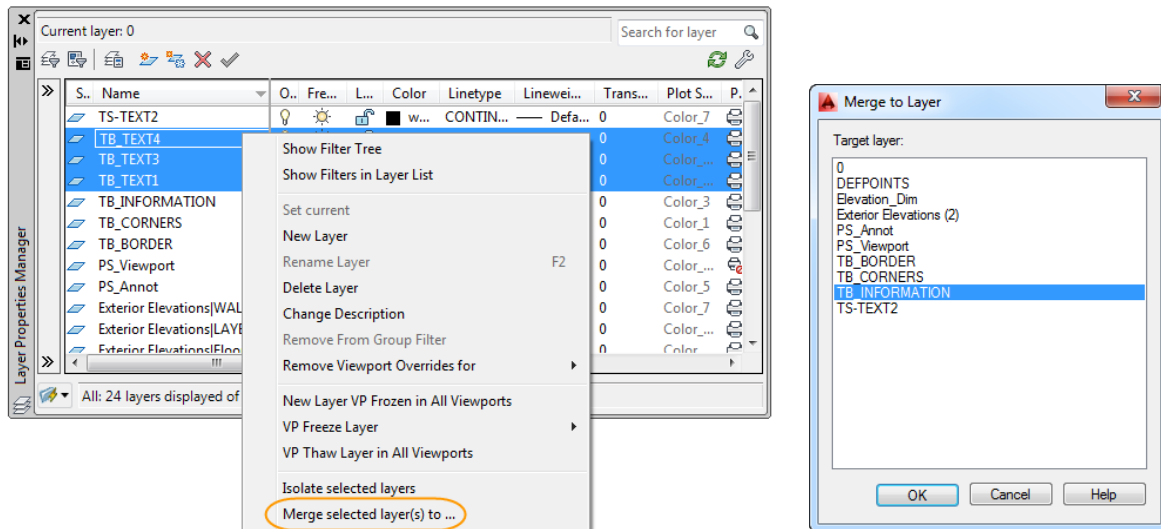 Current layer: 0
Search for layer
S.. Name O.. Fre... L... Color Linetype Linewei... Trans... Plot S... P.
TS-TEXT2 w... CONTIN... Defa... 0 Color_7
TB_TEXT4 0 Color_4
TB_TEXT3 0 Color_...
TB_TEXT1 0 Color_...
TB_INFORMATION 0 Color_3
TB_CORNERS 0 Color_1
TB_BORDER 0 Color_6
PS_Viewport 0 Color_...
PS_Annot 0 Color_5
Exterior Elevations|WAL 0 Color_7
Exterior Elevations|LAYE 0 Color_...
Exterior Elevations|Floo 0 Color
All: 24 layers displayed of
Layer Properties Manager
Show Filter Tree
Show Filters in Layer List
Set current
New Layer
Rename Layer F2
Delete Layer
Change Description
Remove From Group Filter
Remove Viewport Overrides for
New Layer VP Frozen in All Viewports
VP Freeze Layer
VP Thaw Layer in All Viewports
Isolate selected layers
Merge selected layer(s) to ...
Merge to Layer
Target layer:
0
DEFPOINTS
Elevation_Dim
Exterior Elevations (2)
PS_Annot
PS_Viewport
TB_BORDER
TB_CORNERS
TB_INFORMATION
TS-TEXT2
OK Cancel Help